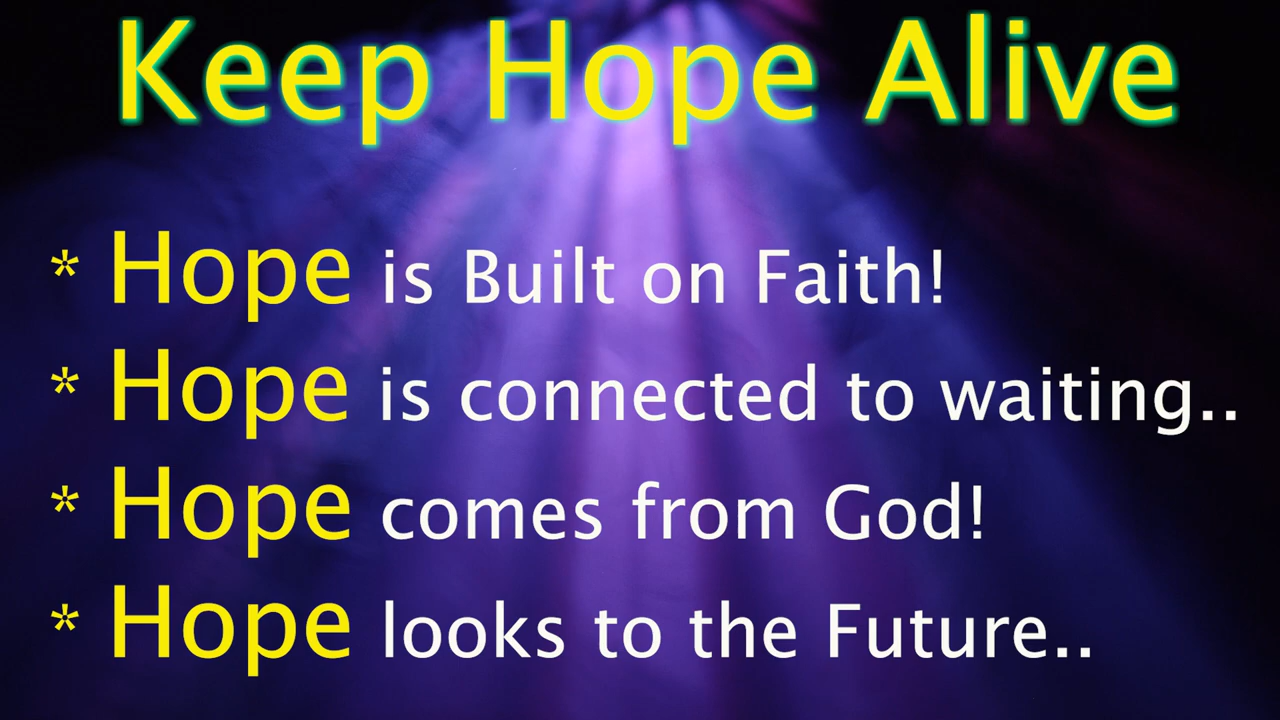 Keep Hope Alive
* Hope is Built on Faith!
* Hope is connected to waiting..
* Hope comes from God!
* Hope looks to the Future..